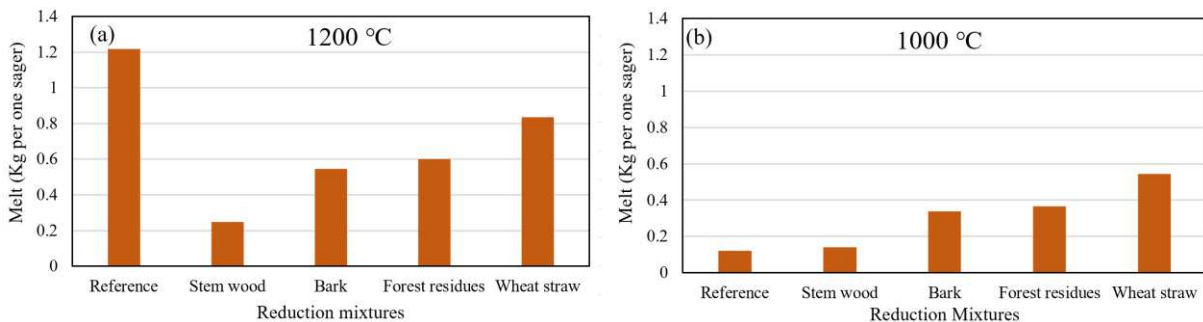 (a)
1200 °C
Melt (Kg per one sager)
1.4
1.2
1
0.8
0.6
0.4
0.2
0
Reference Stem wood Bark Forest residues Wheat straw
Reduction mixtures
(b)
1000 °C
Melt (Kg per one sager)
1.4
1.2
1
0.8
0.6
0.4
0.2
0
Reference Stem wood Bark Forest residues Wheat straw
Reduction Mixtures